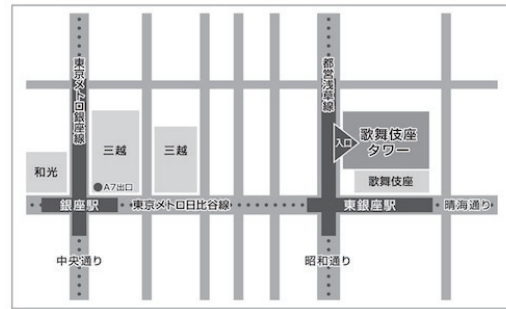 東京メトロ銀座線
都営浅草線
三越
三越
入口
歌舞伎座
タワー
和光
歌舞伎座
A7出口
銀座駅
東京メトロ日比谷線
東銀座駅
晴海通り
中央通り
昭和通り